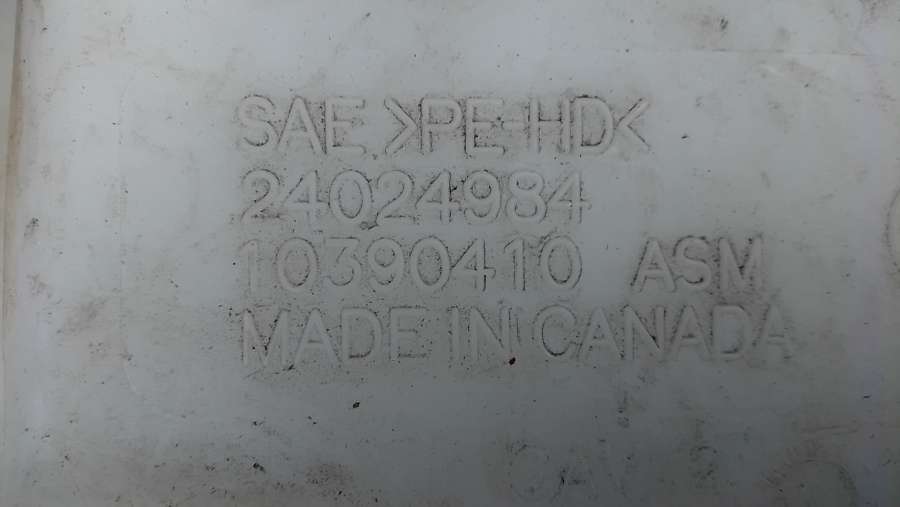 SAE >PE-HD<
24024984
10390410 ASM
MADE IN CANADA